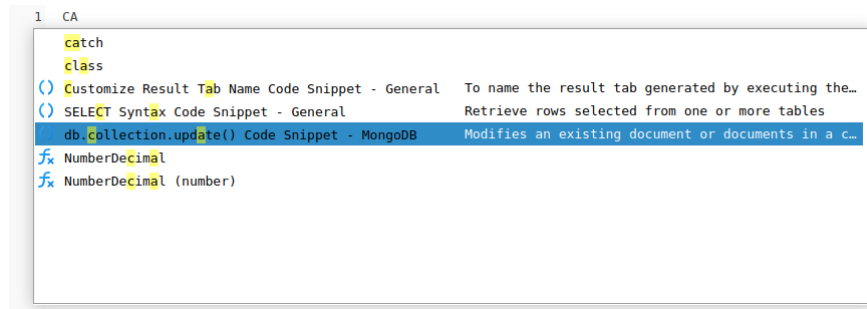 1 CA
catch
class
() Customize Result Tab Name Code Snippet - General To name the result tab generated by executing the…
() SELECT Syntax Code Snippet - General Retrieve rows selected from one or more tables
() db.collection.update() Code Snippet - MongoDB Modifies an existing document or documents in a c…
fx NumberDecimal
fx NumberDecimal (number)